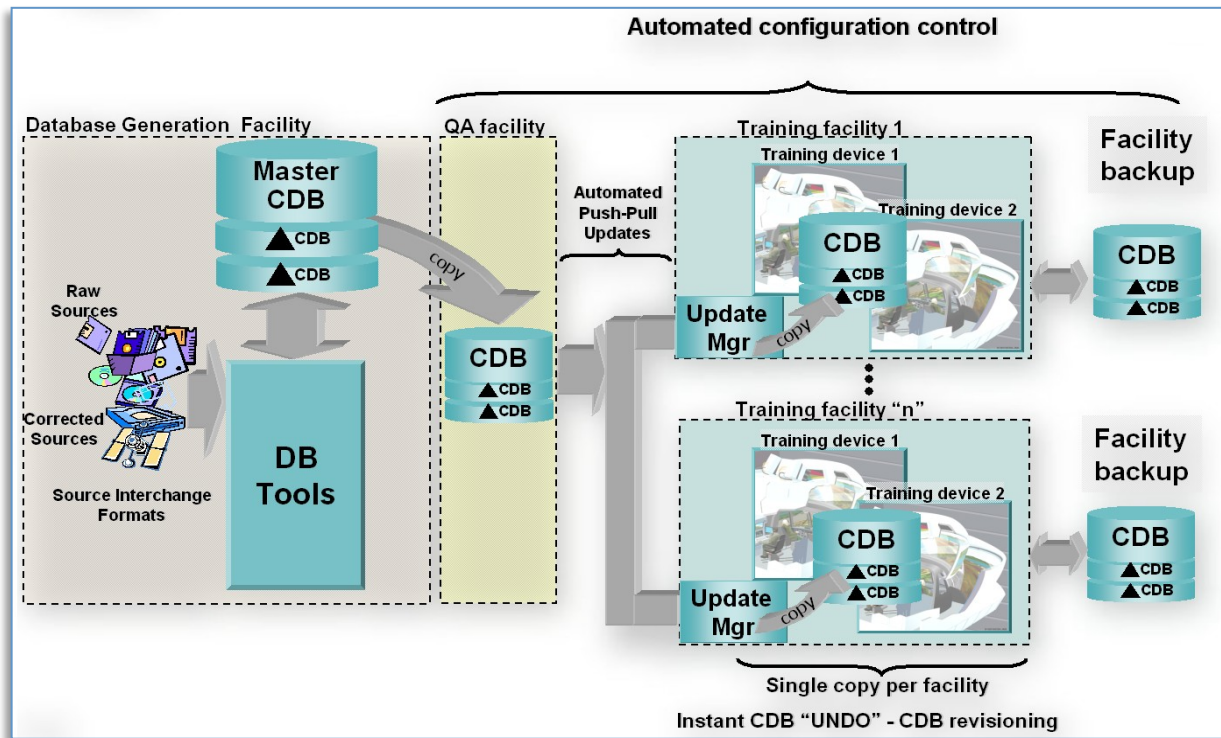 Automated configuration control
Database Generation Facility
QA facility
Training facility 1
Facility
backup
Master
CDB
▲CDB
▲CDB
copy
Automated
Push-Pull
Updates
Training device 1
Training device 2
CDB
▲CDB
▲CDB
Update
Mgr
copy
CDB
▲CDB
▲CDB
Raw
Sources
Corrected
Sources
Source Interchange
Formats
DB
Tools
CDB
▲CDB
▲CDB
Training facility “n”
Training device 1
Training device 2
CDB
▲CDB
▲CDB
Update
Mgr
copy
Facility
backup
CDB
▲CDB
▲CDB
Single copy per facility
Instant CDB “UNDO” - CDB revisioning